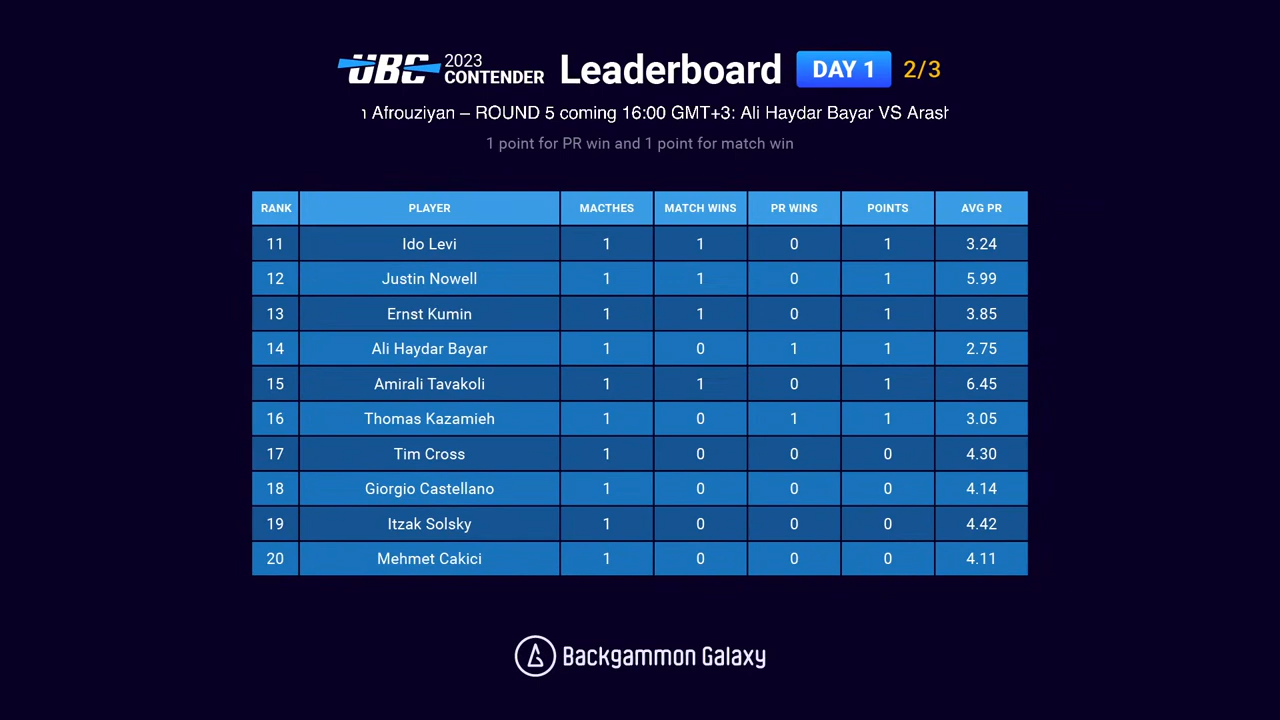 UBC 2023 CONTENDER Leaderboard DAY 1 2/3
Afrouziyan – ROUND 5 coming 16:00 GMT+3: Ali Haydar Bayar VS Arash
1 point for PR win and 1 point for match win
RANK PLAYER MACTHES MATCH WINS PR WINS POINTS AVG PR
11 Ido Levi 1 1 0 1 3.24
12 Justin Nowell 1 1 0 1 5.99
13 Ernst Kumin 1 1 0 1 3.85
14 Ali Haydar Bayar 1 0 1 1 2.75
15 Amirali Tavakoli 1 1 0 1 6.45
16 Thomas Kazamieh 1 0 1 1 3.05
17 Tim Cross 1 0 0 0 4.30
18 Giorgio Castellano 1 0 0 0 4.14
19 Itzak Solsky 1 0 0 0 4.42
20 Mehmet Cakici 1 0 0 0 4.11
Backgammon Galaxy